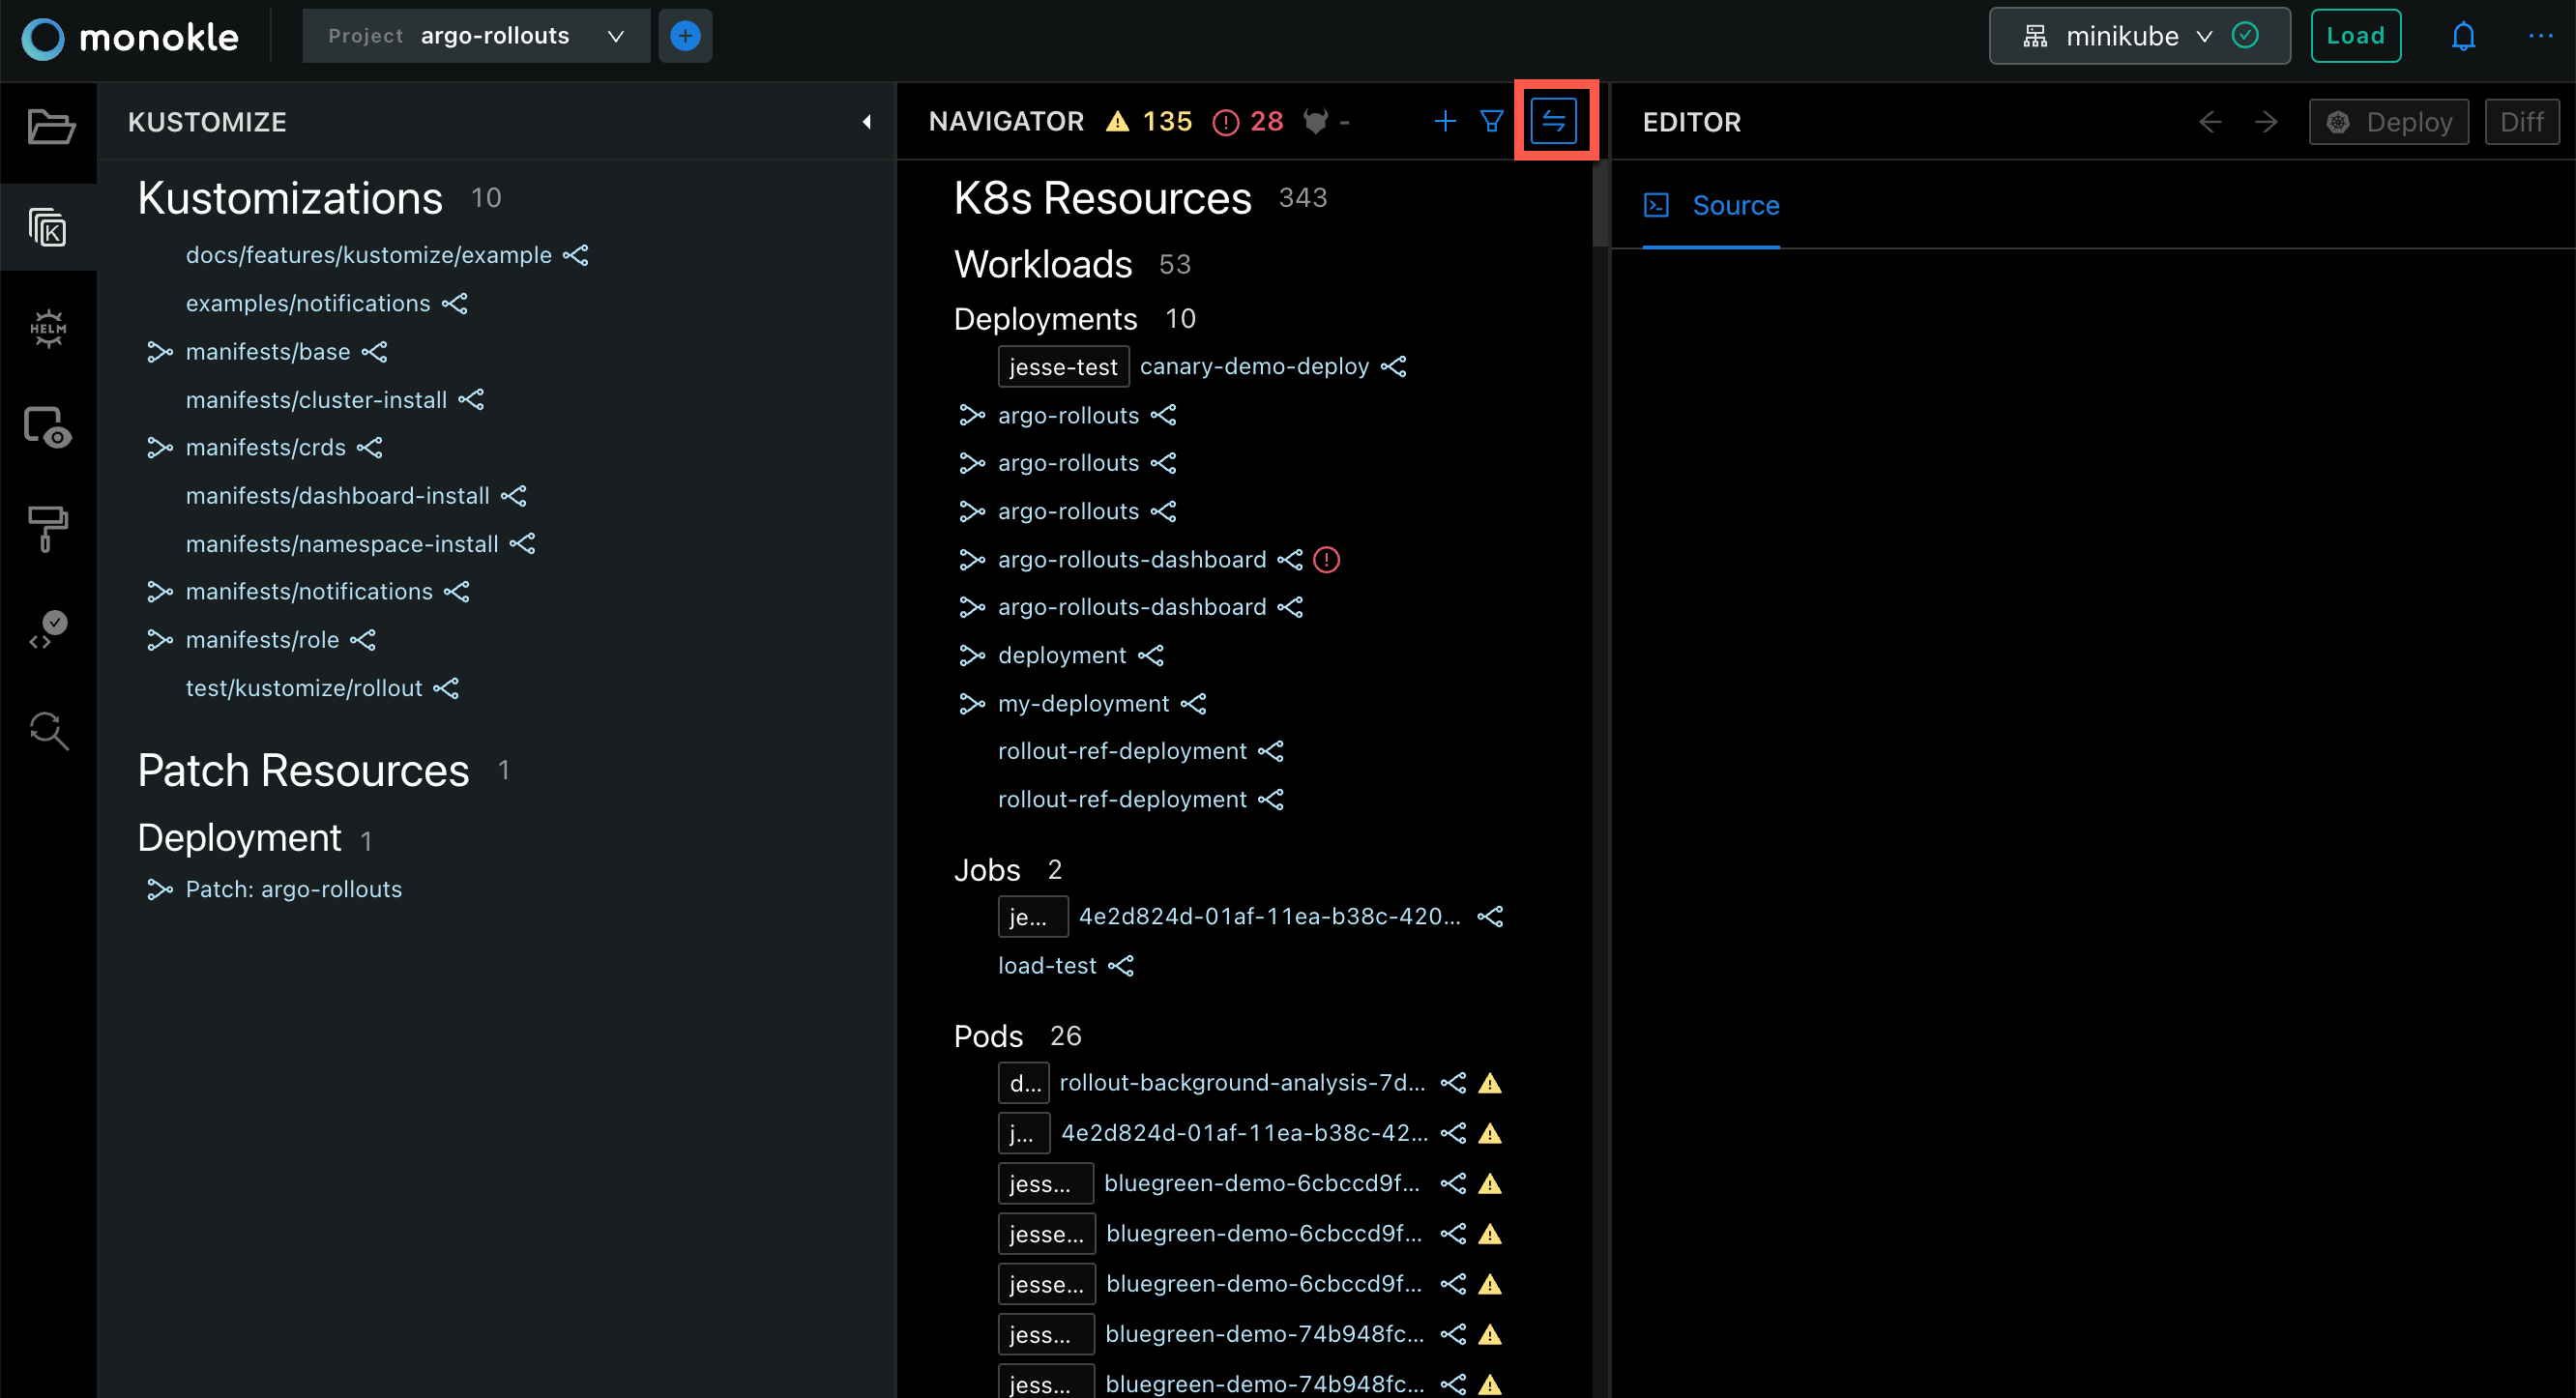 monokle
Project argo-rollouts
minikube
Load
KUSTOMIZE
Kustomizations 10
docs/features/kustomize/example
examples/notifications
manifests/base
manifests/cluster-install
manifests/crds
manifests/dashboard-install
manifests/namespace-install
manifests/notifications
manifests/role
test/kustomize/rollout
Patch Resources 1
Deployment 1
Patch: argo-rollouts
HELM
NAVIGATOR 135 28 -
K8s Resources 343
Workloads 53
Deployments 10
jesse-test canary-demo-deploy
argo-rollouts
argo-rollouts
argo-rollouts
argo-rollouts-dashboard
argo-rollouts-dashboard
deployment
my-deployment
rollout-ref-deployment
rollout-ref-deployment
Jobs 2
je... 4e2d824d-01af-11ea-b38c-420...
load-test
Pods 26
d... rollout-background-analysis-7d...
j... 4e2d824d-01af-11ea-b38c-42...
jess... bluegreen-demo-6cbccd9f...
jesse... bluegreen-demo-6cbccd9f...
jesse... bluegreen-demo-6cbccd9f...
jess... bluegreen-demo-74b948fc...
jess... bluegreen-demo-74b948fc...
EDITOR
Deploy
Diff
Source